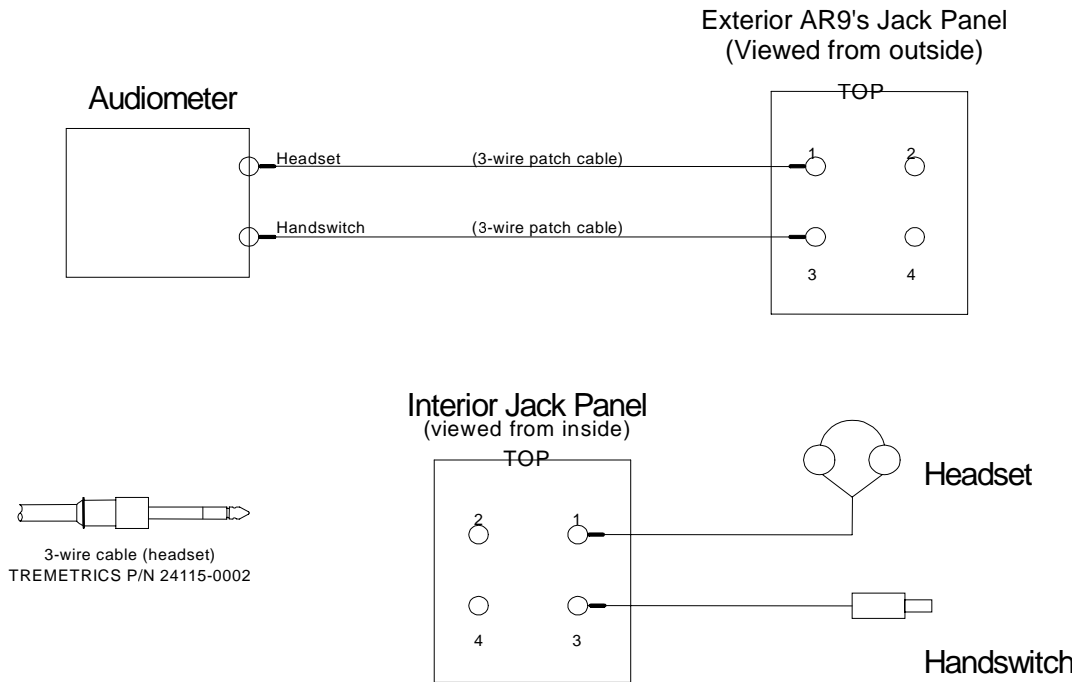 Exterior AR9's Jack Panel
(Viewed from outside)
TOP
Audiometer
Headset
(3-wire patch cable)
1
2
Handswitch
(3-wire patch cable)
3
4
Interior Jack Panel
(viewed from inside)
TOP
Headset
2
1
3-wire cable (headset)
TREMETRICS P/N 24115-0002
4
3
Handswitch